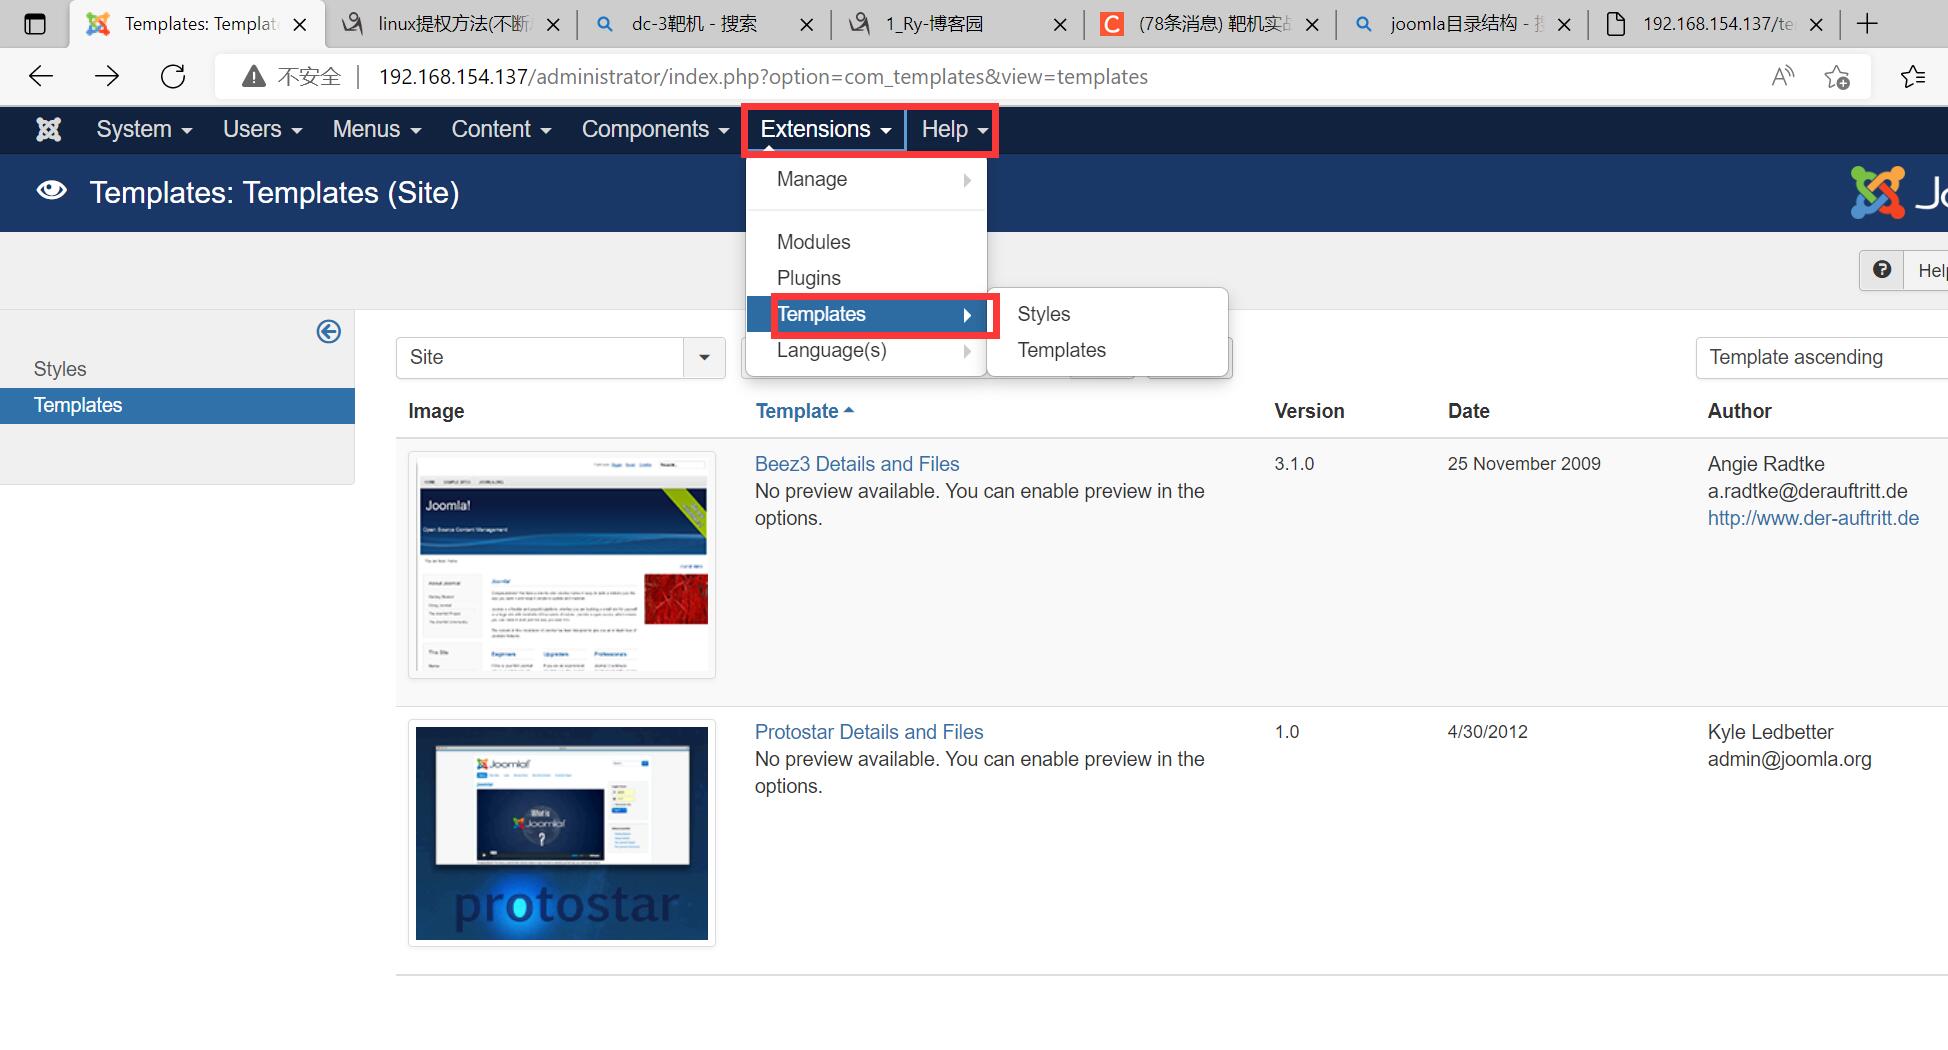 Templates: Templat
linux提权方法(不断
dc-3靶机 - 搜索
1_Ry-博客园
(78条消息) 靶机实战
joomla目录结构 - 搜
192.168.154.137/te
不安全
192.168.154.137/administrator/index.php?option=com_templates&view=templates
System
Users
Menus
Content
Components
Extensions
Help
Templates: Templates (Site)
Manage
Modules
Plugins
Templates
Language(s)
Styles
Templates
Help
Styles
Templates
Site
Template ascending
Image
Template
Version
Date
Author
Joomla!
Open Source Content Management
Beez3 Details and Files
No preview available. You can enable preview in the
options.
3.1.0
25 November 2009
Angie Radtke
a.radtke@derauftritt.de
http://www.der-auftritt.de
Joomla!
What is
Joomla!
?
protostar
Protostar Details and Files
No preview available. You can enable preview in the
options.
1.0
4/30/2012
Kyle Ledbetter
admin@joomla.org